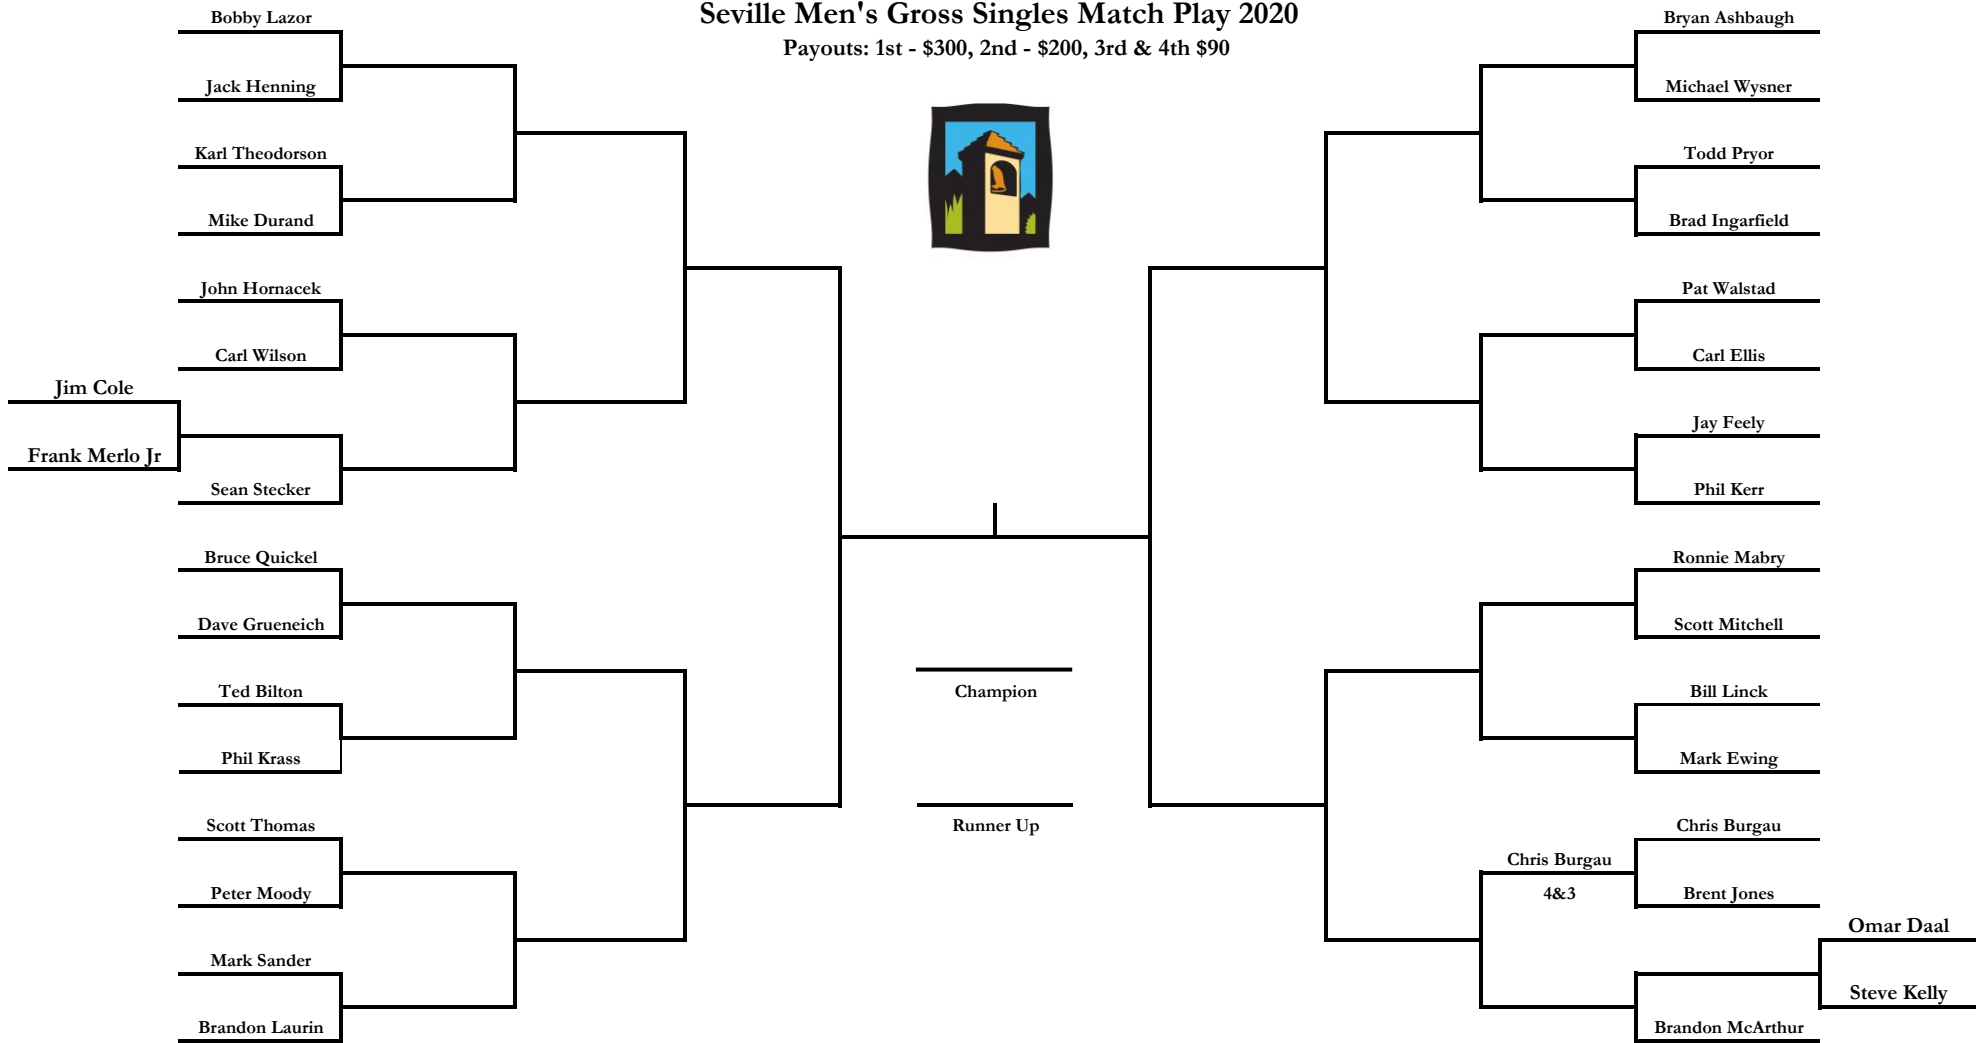 Seville Men's Gross Singles Match Play 2020
Payouts: 1st - $300, 2nd - $200, 3rd & 4th $90
Bobby Lazor
Jack Henning
Karl Theodorson
Mike Durand
John Hornacek
Carl Wilson
Jim Cole
Frank Merlo Jr
Sean Stecker
Bruce Quickel
Dave Grueneich
Ted Bilton
Phil Krass
Scott Thomas
Peter Moody
Mark Sander
Brandon Laurin
Champion
Runner Up
Bryan Ashbaugh
Michael Wysner
Todd Pryor
Brad Ingarfield
Pat Walstad
Carl Ellis
Jay Feely
Phil Kerr
Ronnie Mabry
Scott Mitchell
Bill Linck
Mark Ewing
Chris Burgau
Chris Burgau
4&3
Brent Jones
Omar Daal
Steve Kelly
Brandon McArthur